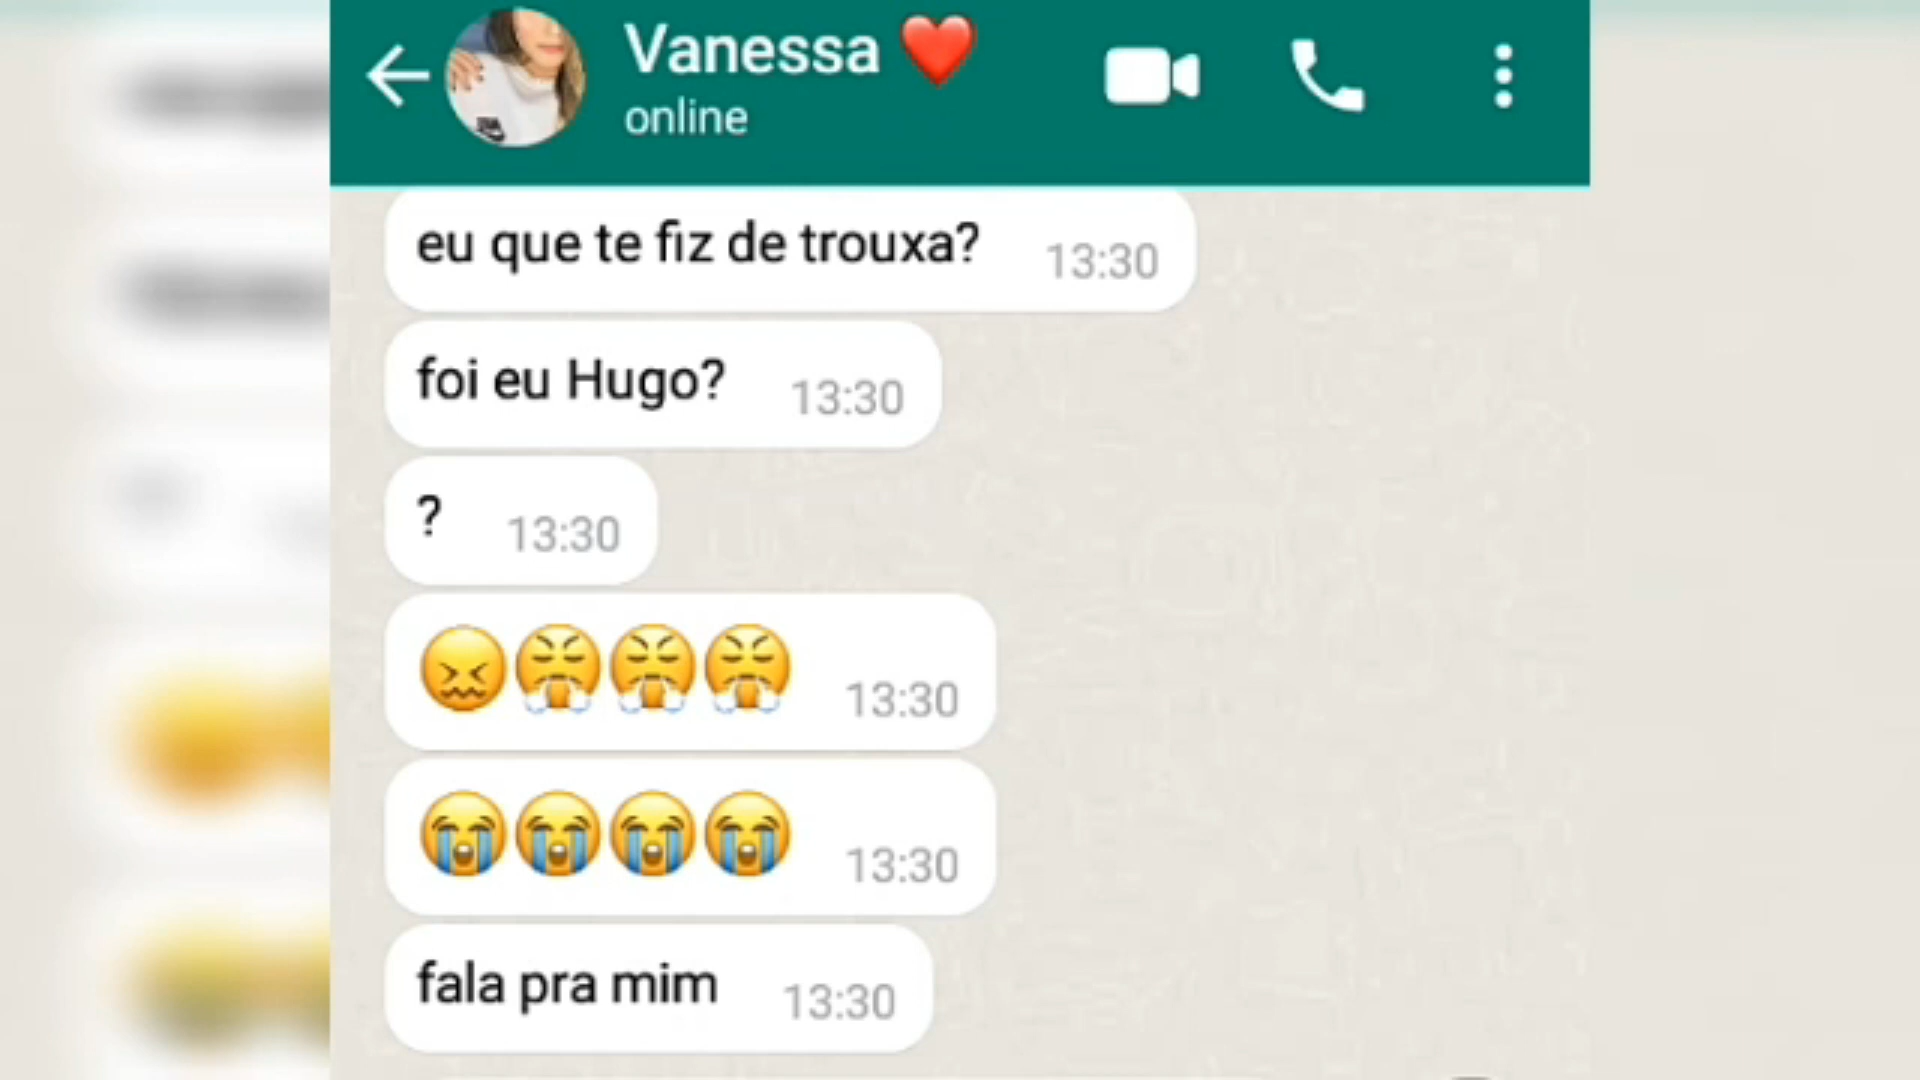 Vanessa ❤️
online
eu que te fiz de trouxa? 13:30
foi eu Hugo? 13:30
? 13:30
😖😤😤😤 13:30
😭😭😭😭 13:30
fala pra mim 13:30